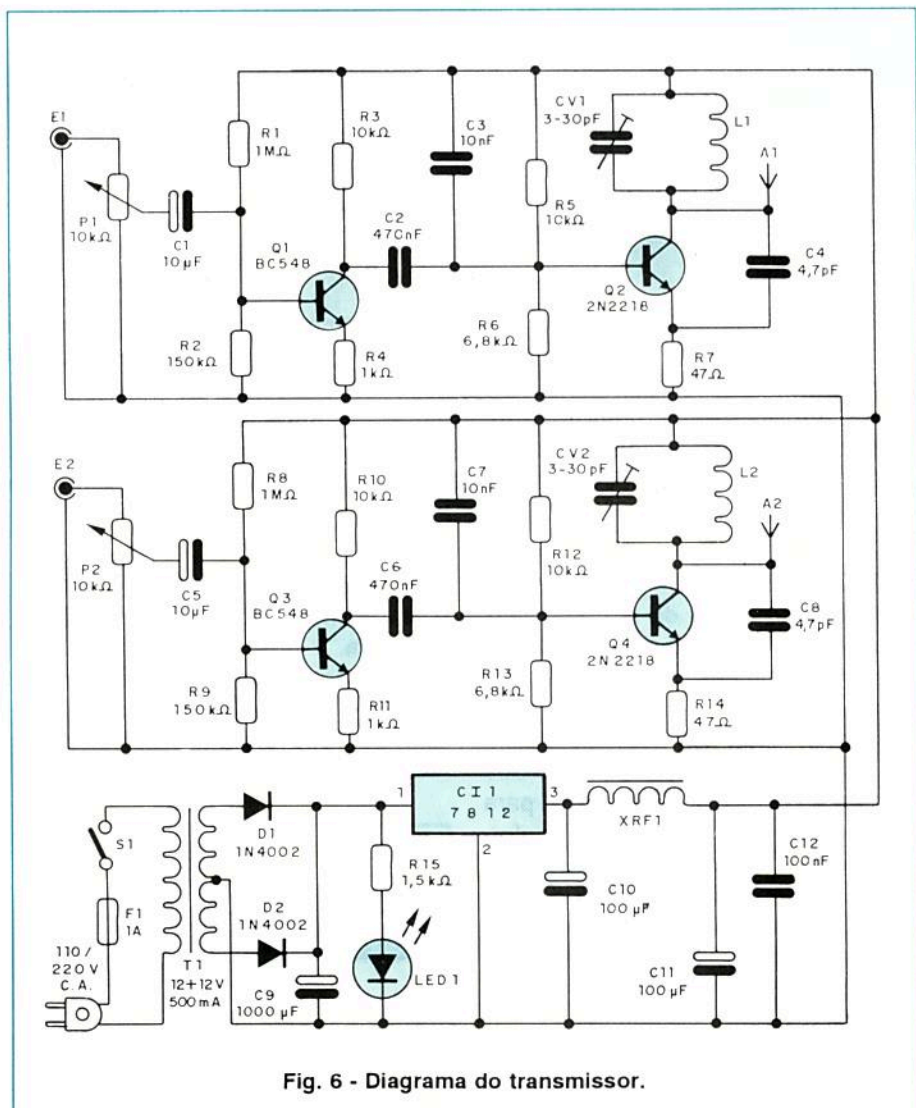 E1
P1
10kΩ
C1
10µF
R1
1MΩ
R2
150kΩ
Q1
BC548
R3
10kΩ
R4
1kΩ
C2
470nF
C3
10nF
R5
10kΩ
R6
6,8kΩ
CV1
3-30pF
L1
A1
Q2
2N2218
C4
4,7pF
R7
47Ω
E2
P2
10kΩ
C5
10µF
R8
1MΩ
R9
150kΩ
Q3
BC548
R10
10kΩ
R11
1kΩ
C6
470nF
C7
10nF
R12
10kΩ
R13
6,8kΩ
CV2
3-30pF
L2
A2
Q4
2N2218
C8
4,7pF
R14
47Ω
S1
F1
1A
110/
220V
C.A.
T1
12+12V
500mA
D1
1N4002
D2
1N4002
C9
1000µF
R15
1,5kΩ
LED1
1
CI1
7812
3
2
XRF1
C10
100µF
C11
100µF
C12
100nF
Fig. 6 - Diagrama do transmissor.